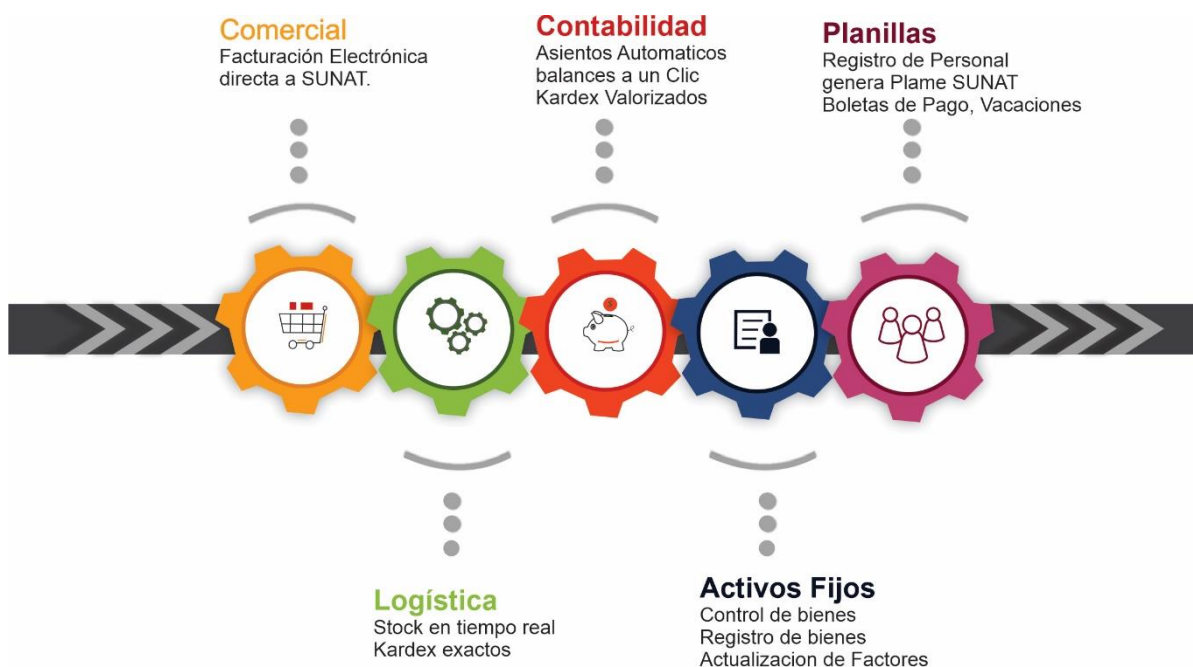 Comercial
Facturación Electrónica
directa a SUNAT.
Contabilidad
Asientos Automaticos
balances a un Clic
Kardex Valorizados
Planillas
Registro de Personal
genera Plame SUNAT
Boletas de Pago, Vacaciones
$
Logística
Stock en tiempo real
Kardex exactos
Activos Fijos
Control de bienes
Registro de bienes
Actualizacion de Factores